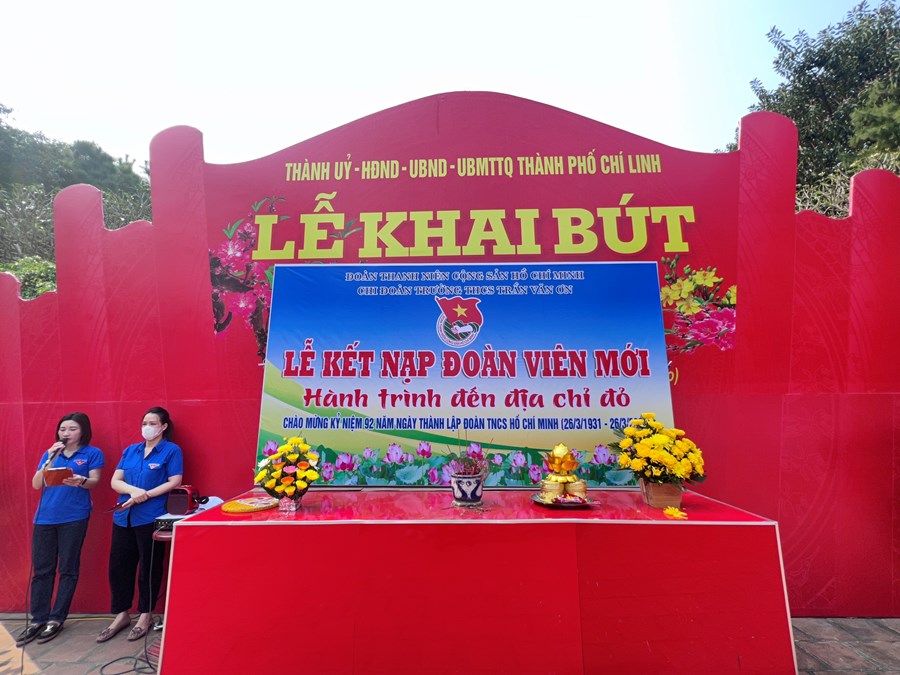 THÀNH UỶ - HĐND - UBND - UBMTTQ THÀNH PHỐ CHÍ LINH
LỄ KHAI BÚT
ĐOÀN THANH NIÊN CỘNG SẢN HỒ CHÍ MINH
CHI ĐOÀN TRƯỜNG THCS TRẦN VĂN ƠN
LỄ KẾT NẠP ĐOÀN VIÊN MỚI
Hành trình đến địa chỉ đỏ
CHÀO MỪNG KỶ NIỆM 92 NĂM NGÀY THÀNH LẬP ĐOÀN TNCS HỒ CHÍ MINH (26/3/1931 - 26/3/